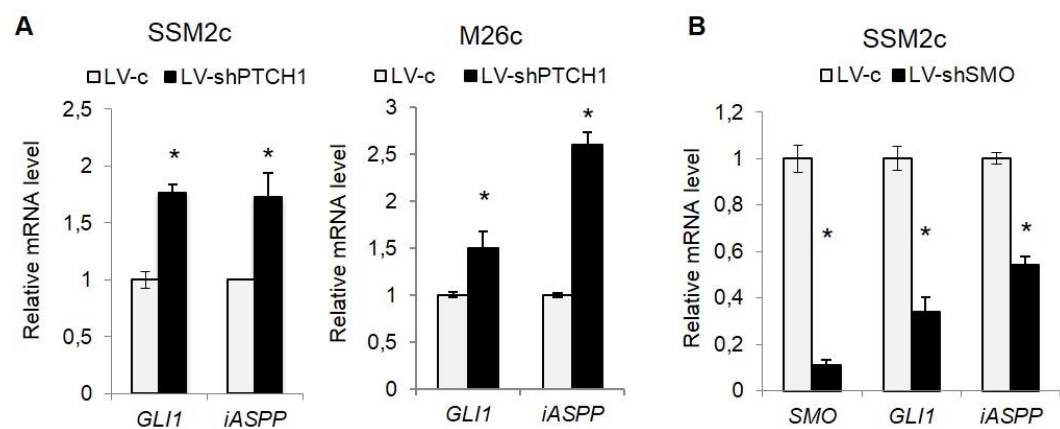 A
SSM2c
LV-c LV-shPTCH1
Relative mRNA level
2,5
2
1,5
1
0,5
0
* *
GLI1 iASPP
M26c
LV-c LV-shPTCH1
Relative mRNA level
3
2,5
2
1,5
1
0,5
0
* *
GLI1 iASPP
B
SSM2c
LV-c LV-shSMO
Relative mRNA level
1,2
1
0,8
0,6
0,4
0,2
0
* * *
SMO GLI1 iASPP